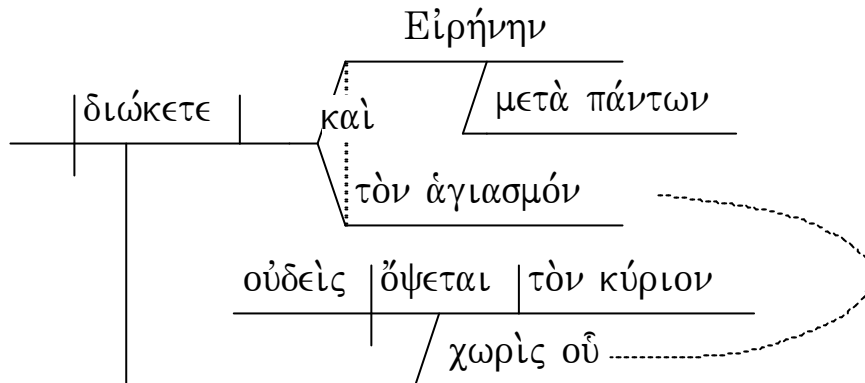 Εἰρήνην
μετὰ πάντων
διώκετε
καὶ
τὸν ἁγιασμόν
οὐδεὶς ὄψεται τὸν κύριον
χωρὶς οὗ